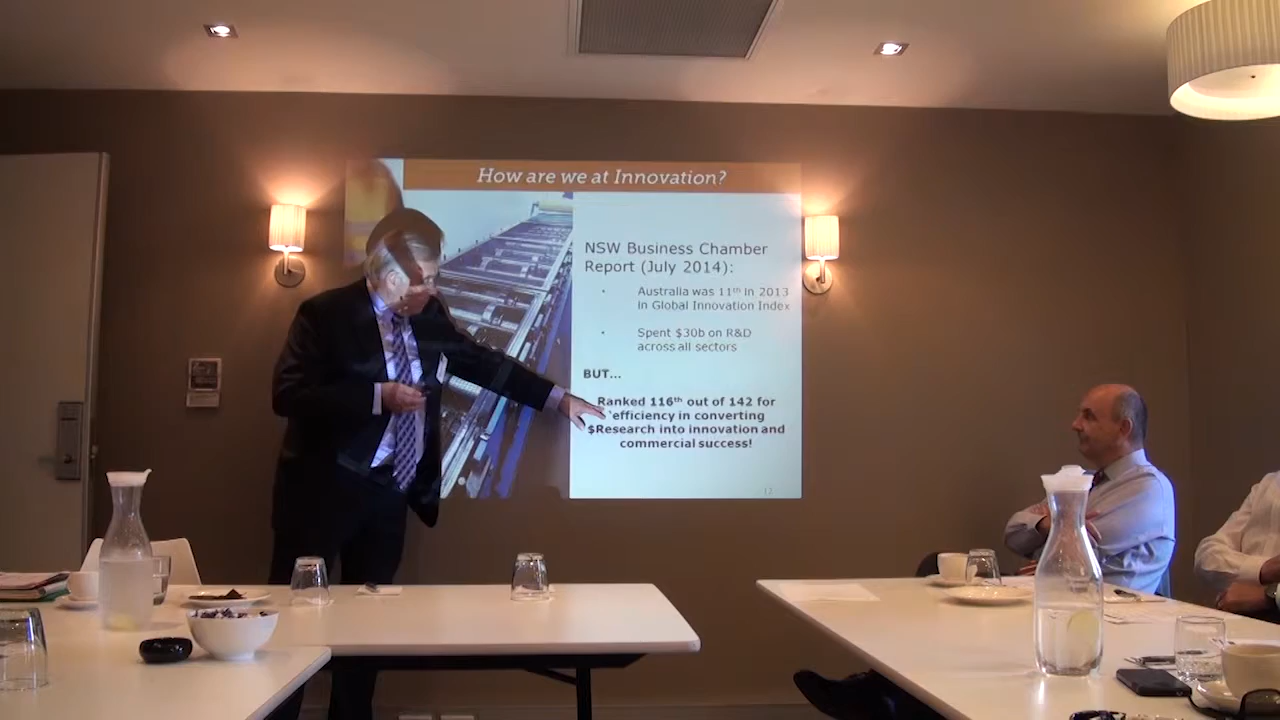 How are we at Innovation?
NSW Business Chamber
Report (July 2014):
• Australia was 11th in 2013
in Global Innovation Index
• Spent $30b on R&D
across all sectors
BUT...
Ranked 116th out of 142 for
`efficiency in converting
$Research into innovation and
commercial success!
12